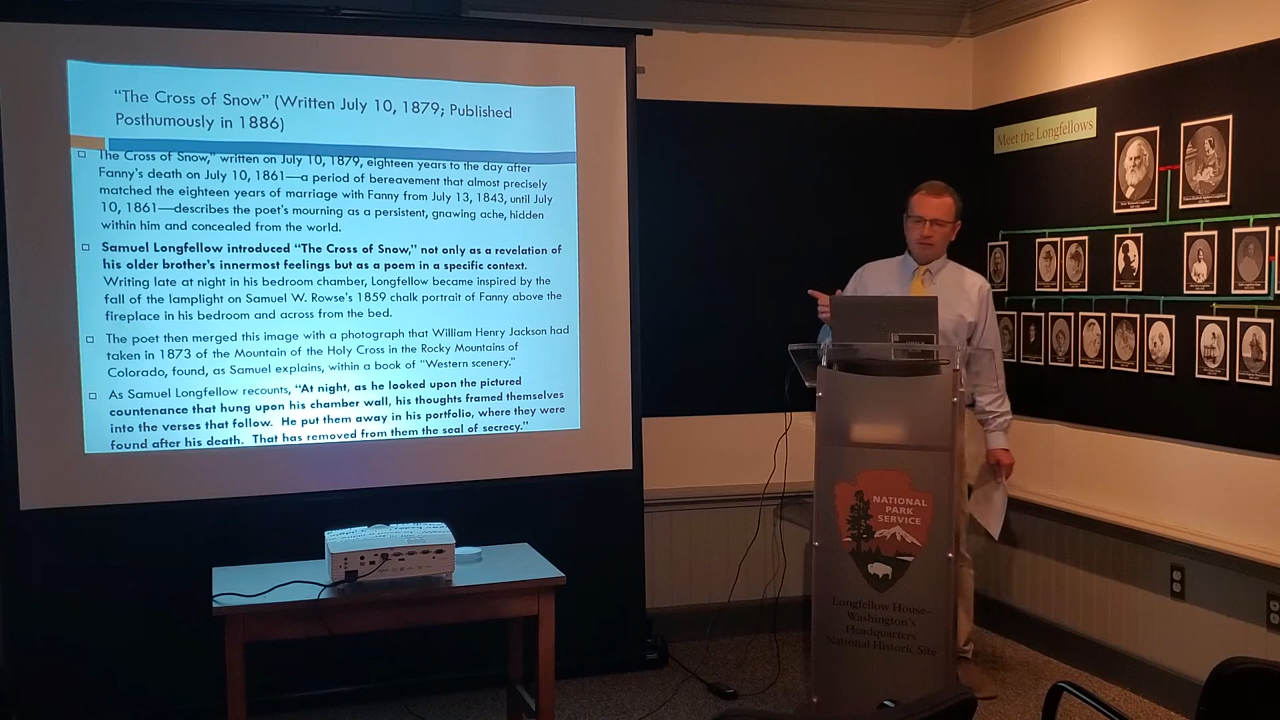 "The Cross of Snow" (Written July 10, 1879; Published
Posthumously in 1886)
The Cross of Snow," written on July 10, 1879, eighteen years to the day after
Fanny's death on July 10, 1861—a period of bereavement that almost precisely
matched the eighteen years of marriage with Fanny from July 13, 1843, until July
10, 1861—describes the poet's mourning as a persistent, gnawing ache, hidden
within him and concealed from the world.
Samuel Longfellow introduced "The Cross of Snow," not only as a revelation of
his older brother's innermost feelings but as a poem in a specific context.
Writing late at night in his bedroom chamber, Longfellow became inspired by the
fall of the lamplight on Samuel W. Rowse's 1859 chalk portrait of Fanny above the
fireplace in his bedroom and across from the bed.
The poet then merged this image with a photograph that William Henry Jackson had
taken in 1873 of the Mountain of the Holy Cross in the Rocky Mountains of
Colorado, found, as Samuel explains, within a book of "Western scenery."
As Samuel Longfellow recounts, "At night, as he looked upon the pictured
countenance that hung upon his chamber wall, his thoughts framed themselves
into the verses that follow. He put them away in his portfolio, where they were
found after his death. That has removed from them the seal of secrecy."
Meet the Longfellows
NATIONAL
PARK
SERVICE
Longfellow House–
Washington's
Headquarters
National Historic Site